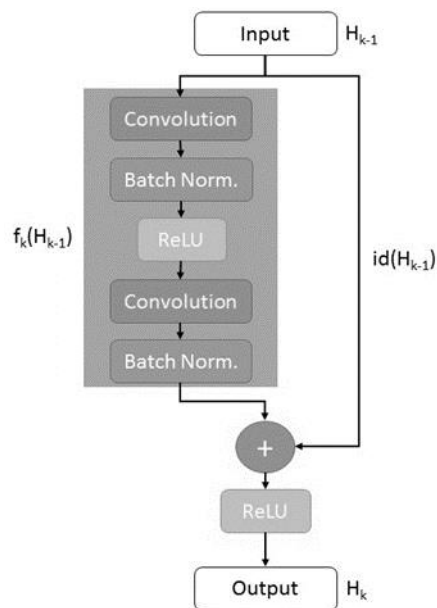 Input H_{k-1}
Convolution
Batch Norm.
f_k(H_{k-1}) ReLU id(H_{k-1})
Convolution
Batch Norm.
+
ReLU
Output H_k